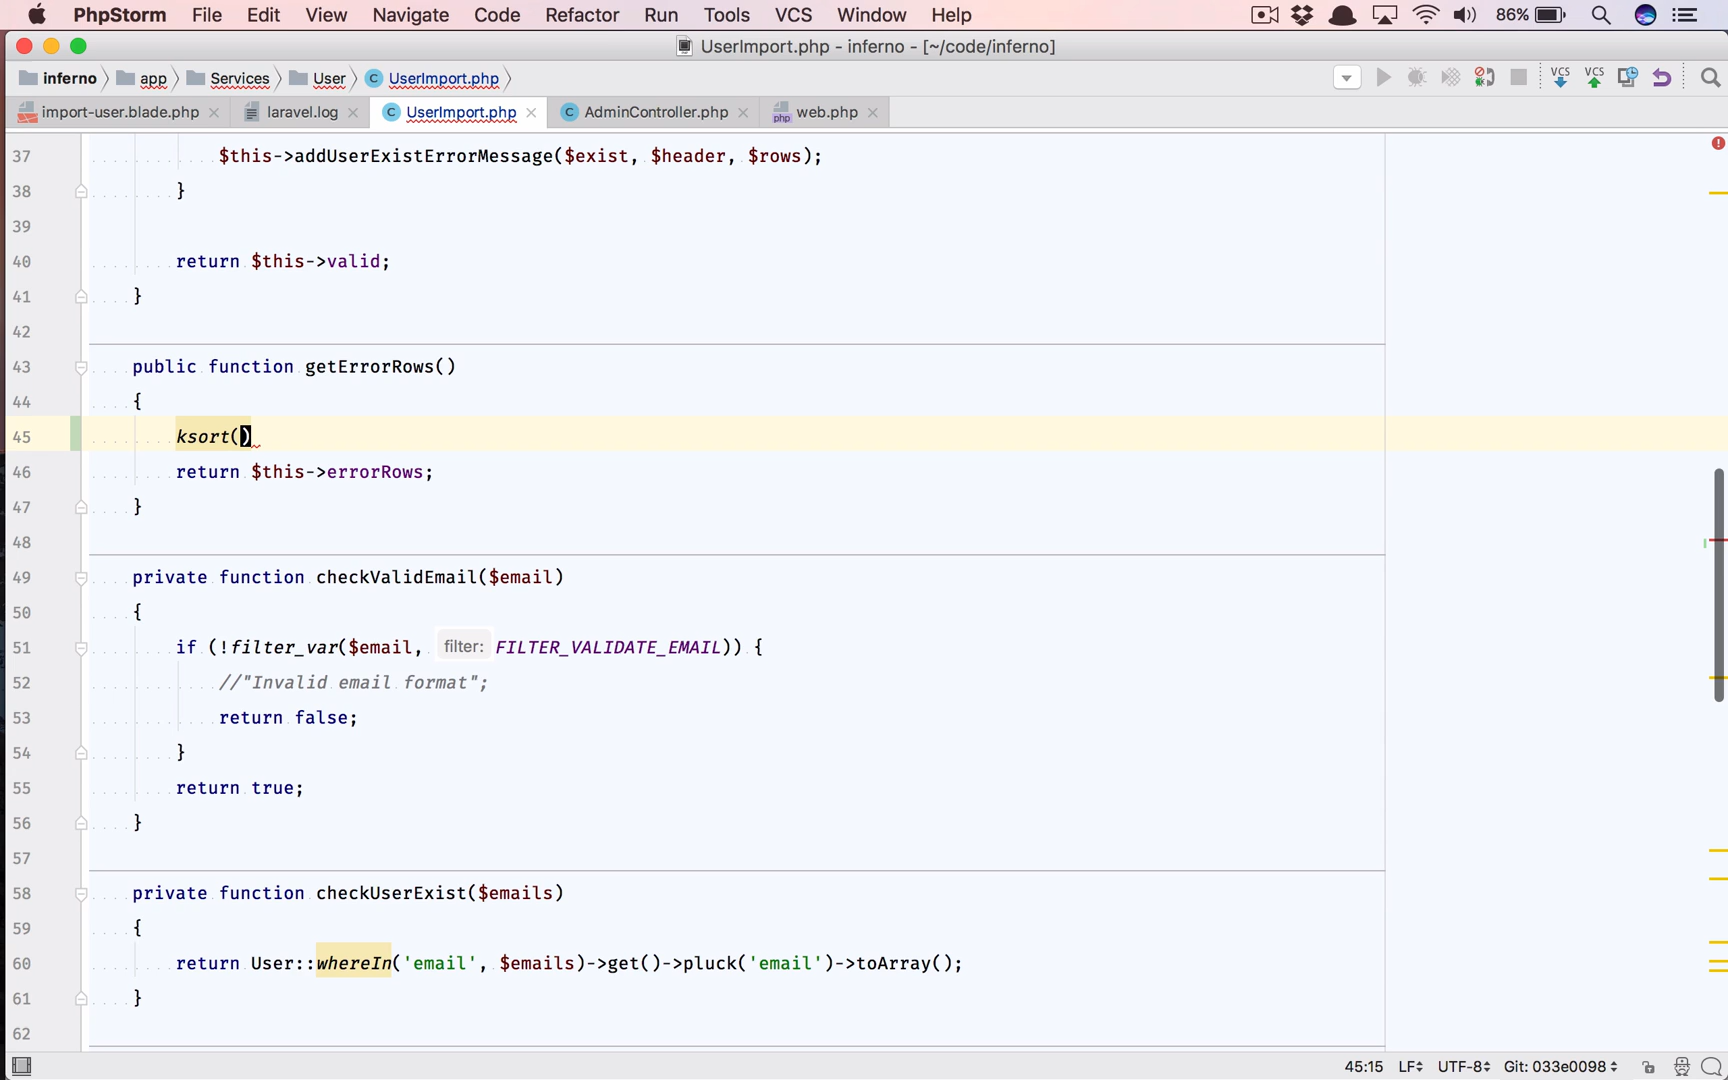 PhpStorm File Edit View Navigate Code Refactor Run Tools VCS Window Help 86%
UserImport.php - inferno - [~/code/inferno]
inferno app Services User UserImport.php VCS VCS
import-user.blade.php laravel.log UserImport.php AdminController.php web.php
37 $this->addUserExistErrorMessage($exist, $header, $rows);
38 }
39
40 return $this->valid;
41 }
42
43 public function getErrorRows()
44 {
45 ksort()
46 return $this->errorRows;
47 }
48
49 private function checkValidEmail($email)
50 {
51 if (!filter_var($email, filter: FILTER_VALIDATE_EMAIL)) {
52 //"Invalid email format";
53 return false;
54 }
55 return true;
56 }
57
58 private function checkUserExist($emails)
59 {
60 return User::whereIn('email', $emails)->get()->pluck('email')->toArray();
61 }
62
45:15 LF UTF-8 Git: 033e0098